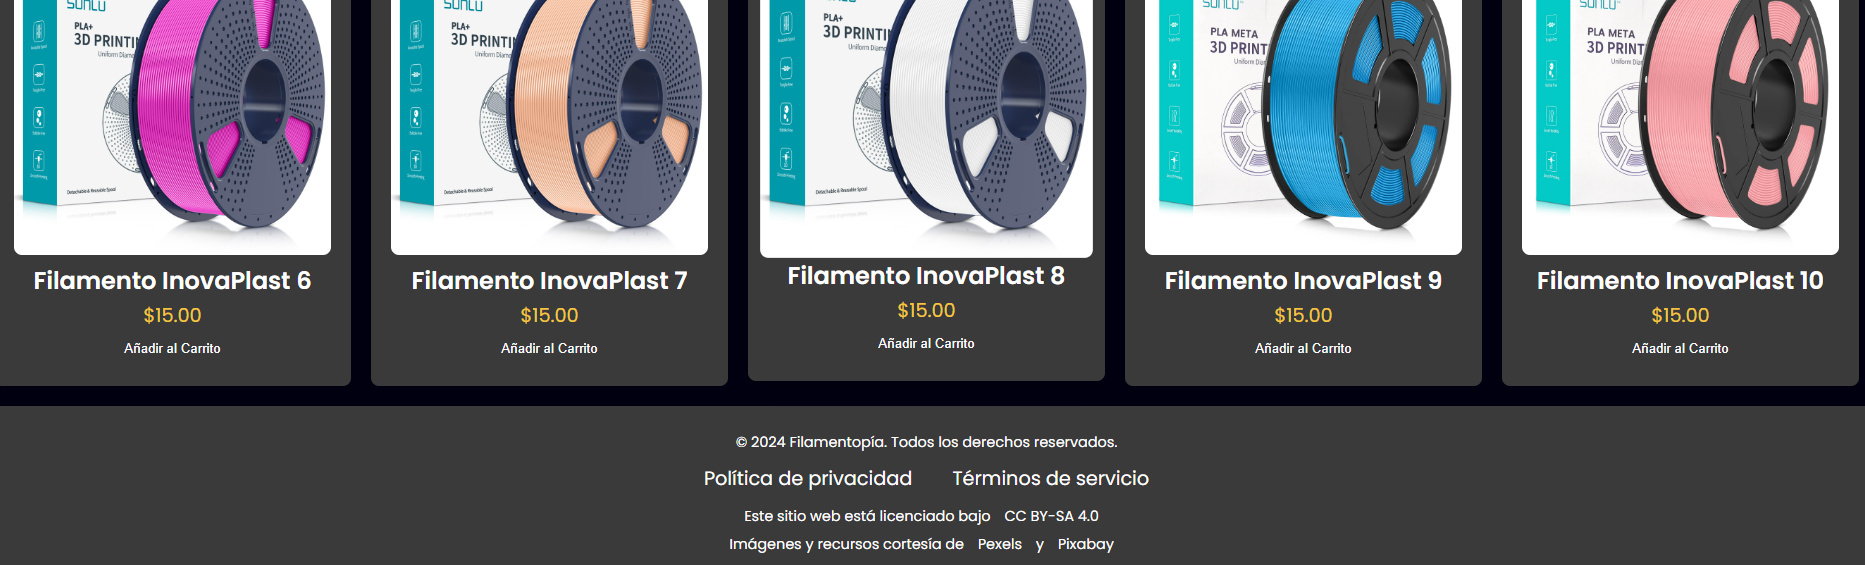 SUNLU
PLA+
3D PRINTI
Uniform Diam
Detachable & Reusable Spool
SUNLU
PLA+
3D PRINTI
Uniform Diam
Detachable & Reusable Spool
PLA+
3D PRINTI
Uniform Diam
Detachable & Reusable Spool
SUNLU
PLA META
3D PRINT
Uniform Dia
SUNLU
PLA META
3D PRINT
Uniform Dia
Filamento InovaPlast 6
$15.00
Añadir al Carrito
Filamento InovaPlast 7
$15.00
Añadir al Carrito
Filamento InovaPlast 8
$15.00
Añadir al Carrito
Filamento InovaPlast 9
$15.00
Añadir al Carrito
Filamento InovaPlast 10
$15.00
Añadir al Carrito
© 2024 Filamentopía. Todos los derechos reservados.
Política de privacidad Términos de servicio
Este sitio web está licenciado bajo CC BY-SA 4.0
Imágenes y recursos cortesía de Pexels y Pixabay